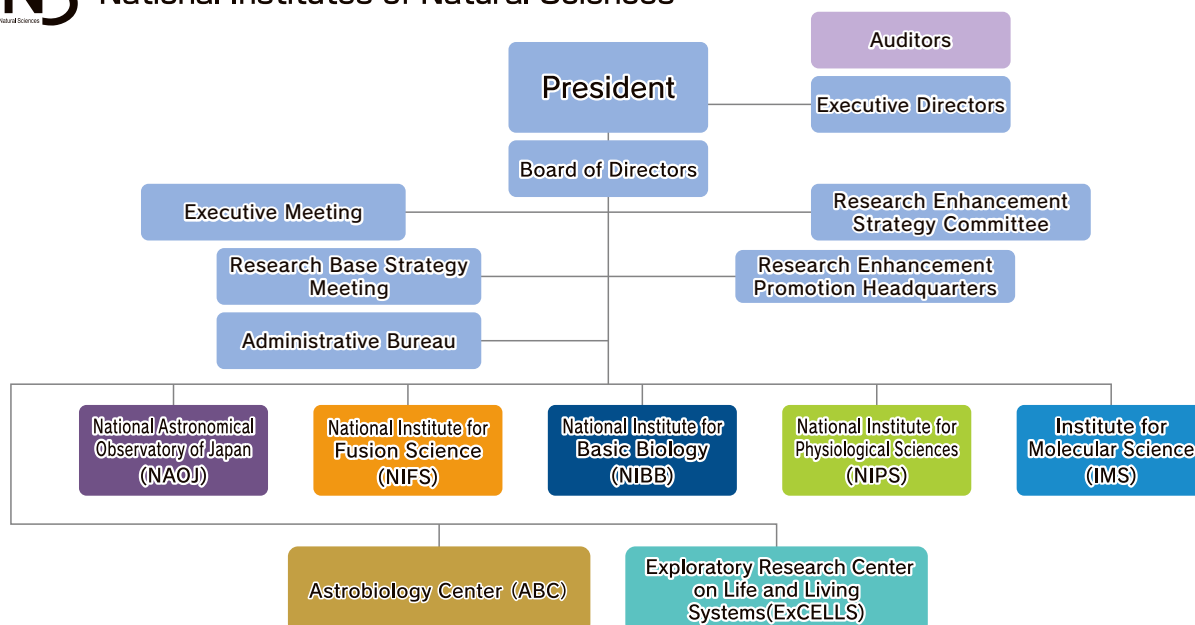 National Institutes of Natural Sciences
Natural Sciences
Auditors
President
Executive Directors
Board of Directors
Executive Meeting
Research Enhancement
Strategy Committee
Research Base Strategy
Meeting
Research Enhancement
Promotion Headquarters
Administrative Bureau
National Astronomical
Observatory of Japan
(NAOJ)
National Institute for
Fusion Science
(NIFS)
National Institute for
Basic Biology
(NIBB)
National Institute for
Physiological Sciences
(NIPS)
Institute for
Molecular Science
(IMS)
Astrobiology Center (ABC)
Exploratory Research Center
on Life and Living
Systems(ExCELLS)